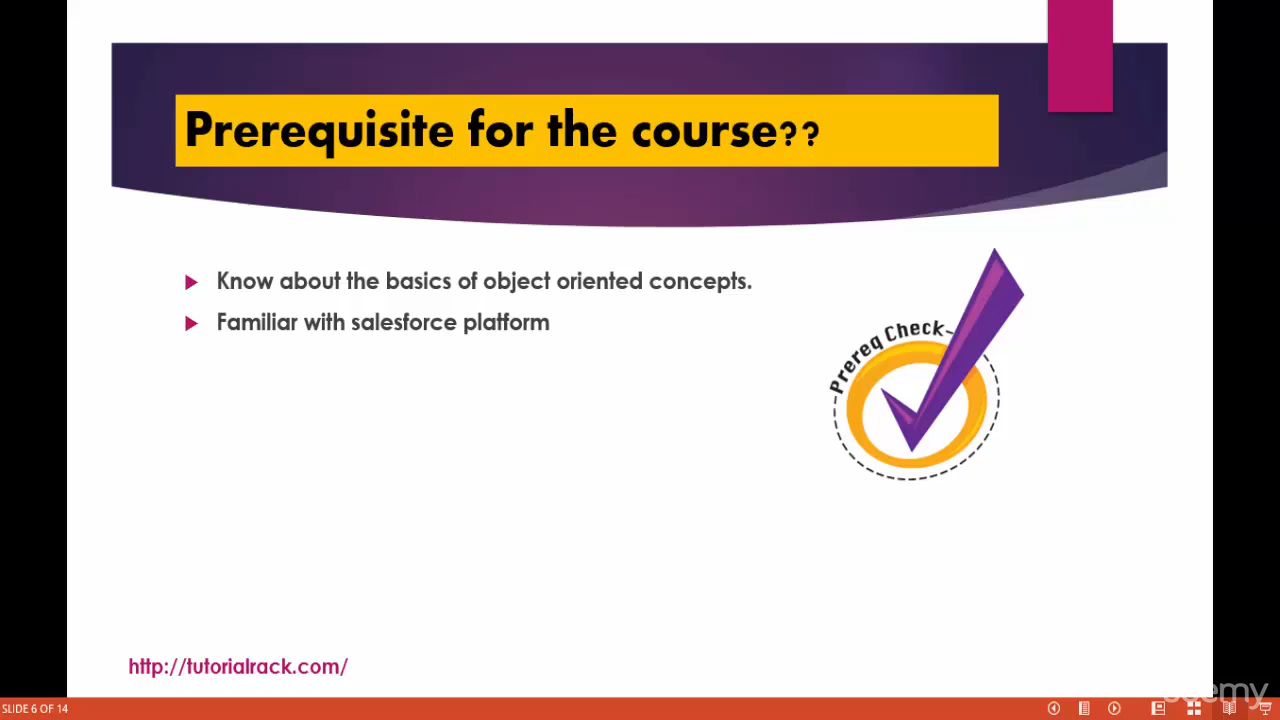 Prerequisite for the course??
Know about the basics of object oriented concepts.
Familiar with salesforce platform
Prereq Check
http://tutorialrack.com/
SLIDE 6 OF 14
udemy